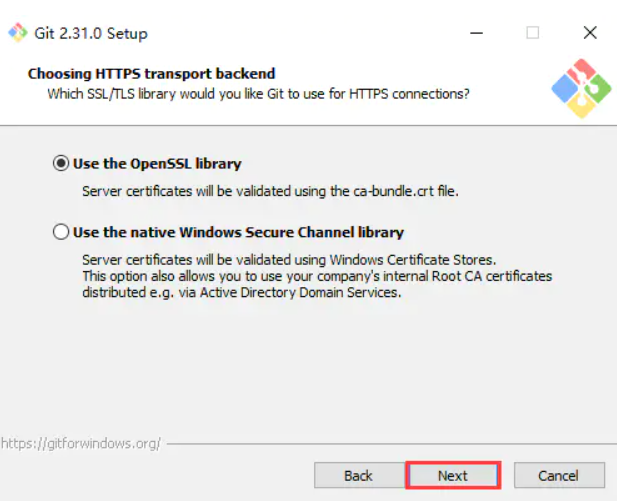 Git 2.31.0 Setup
Choosing HTTPS transport backend
Which SSL/TLS library would you like Git to use for HTTPS connections?
Use the OpenSSL library
Server certificates will be validated using the ca-bundle.crt file.
Use the native Windows Secure Channel library
Server certificates will be validated using Windows Certificate Stores.
This option also allows you to use your company's internal Root CA certificates
distributed e.g. via Active Directory Domain Services.
https://gitforwindows.org/
Back Next Cancel